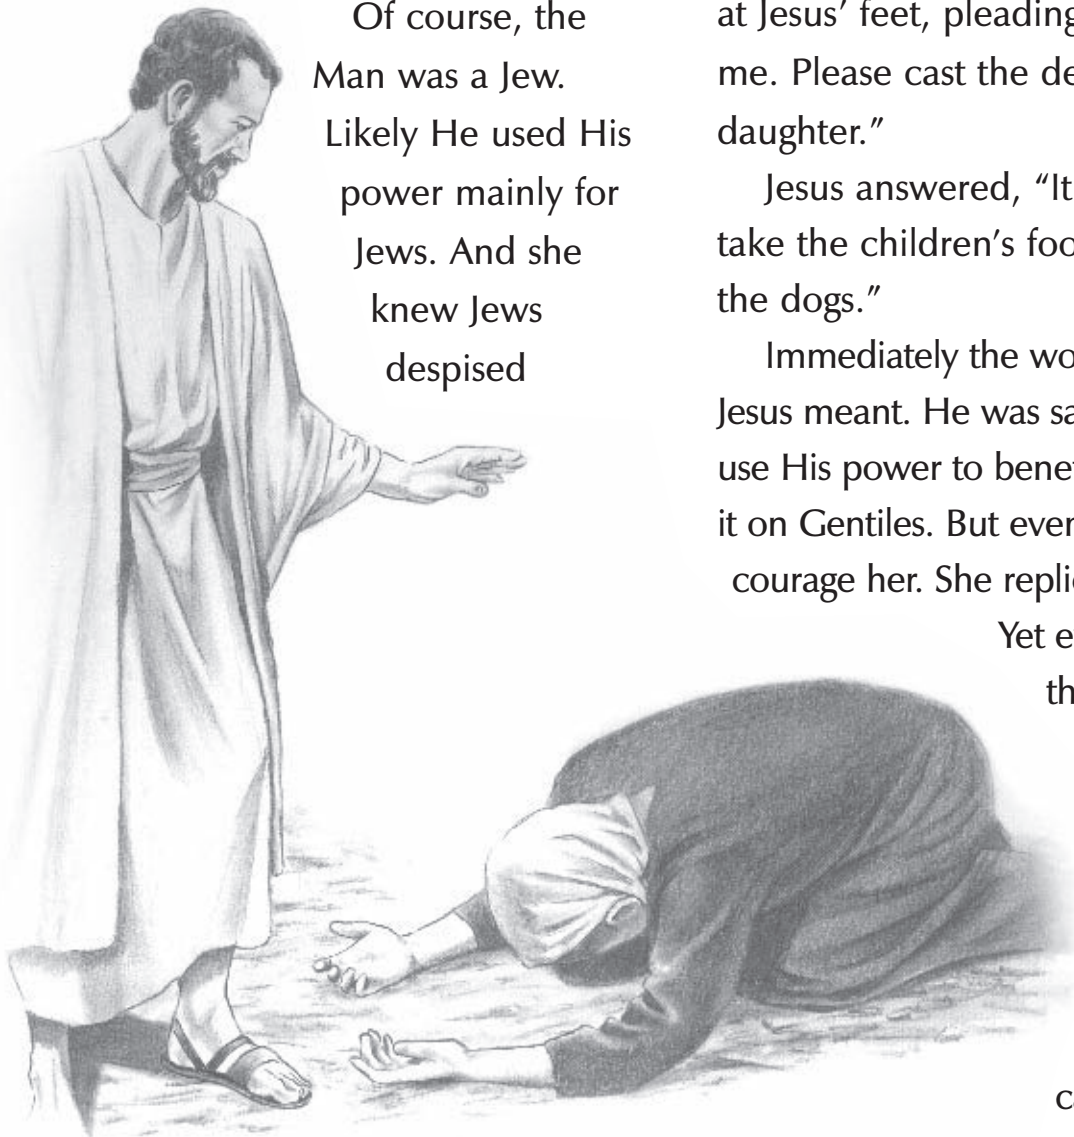 Of course, the
Man was a Jew.
Likely He used His
power mainly for
Jews. And she
knew Jews
despised
at Jesus’ feet, pleading
me. Please cast the de
daughter.”
Jesus answered, “It
take the children’s foo
the dogs.”
Immediately the wo
Jesus meant. He was sa
use His power to bene
it on Gentiles. But ever
courage her. She repli
Yet e
th
c